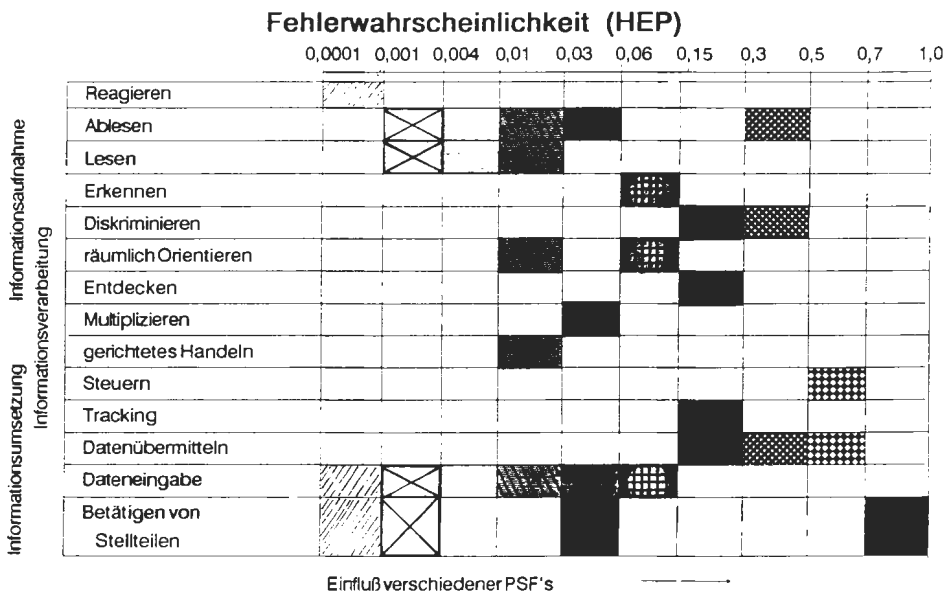 Fehlerwahrscheinlichkeit (HEP)
0,0001 0,001 0,004 0,01 0,03 0,06 0,15 0,3 0,5 0,7 1,0
Informationsaufnahme
Informationsverarbeitung
Informationsumsetzung
Reagieren
Ablesen
Lesen
Erkennen
Diskriminieren
räumlich Orientieren
Entdecken
Multiplizieren
gerichtetes Handeln
Steuern
Tracking
Datenübermitteln
Dateneingabe
Betätigen von
Stellteilen
Einfluß verschiedener PSF's